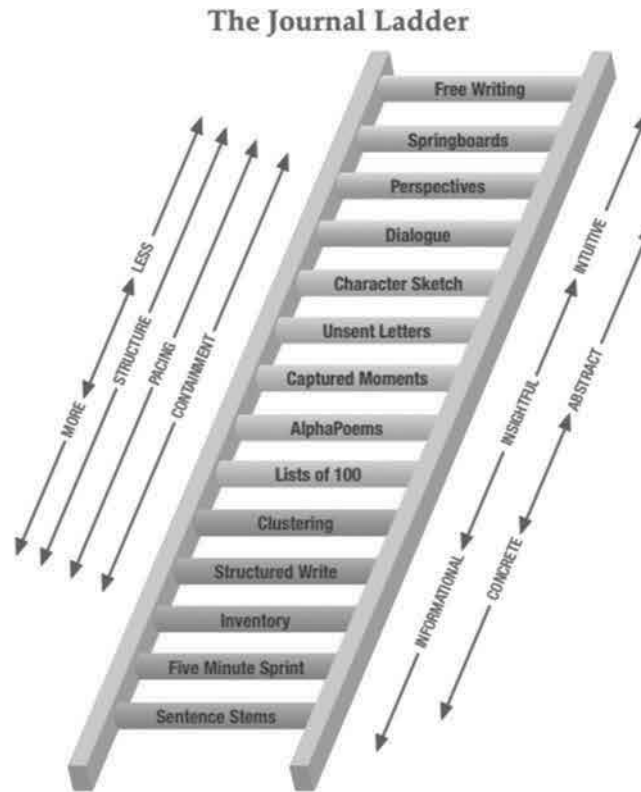 The Journal Ladder
Free Writing
Springboards
Perspectives
Dialogue
Character Sketch
Unsent Letters
Captured Moments
AlphaPoems
Lists of 100
Clustering
Structured Write
Inventory
Five Minute Sprint
Sentence Stems
MORE
LESS
STRUCTURE
PACING
CONTAINMENT
INFORMATIONAL
INSIGHTFUL
INTUITIVE
CONCRETE
ABSTRACT